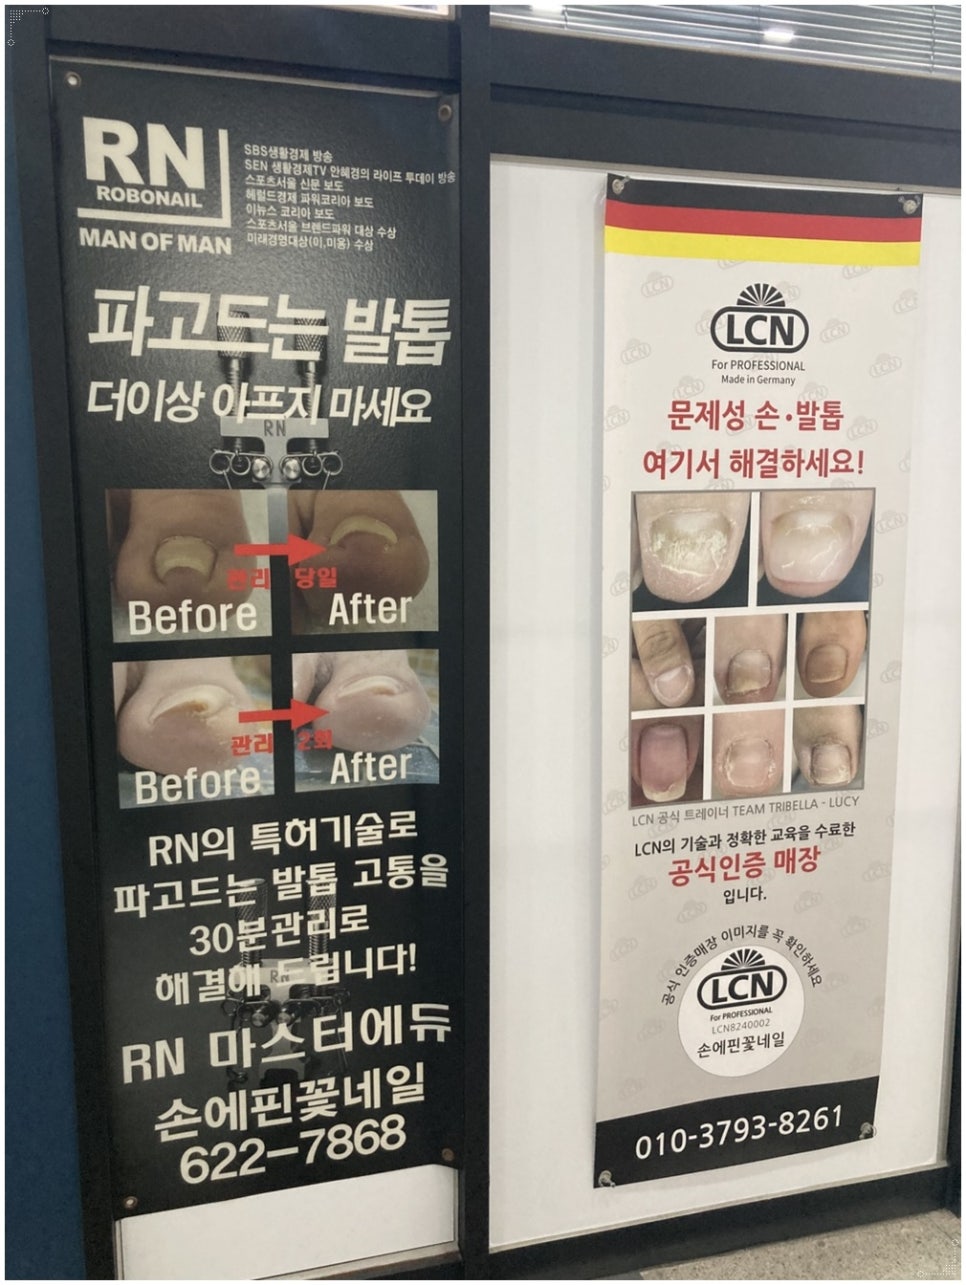 RN
ROBONAIL
MAN OF MAN
SBS생활경제 방송
SEN 생활경제TV 안혜경의 라이프 투데이 방송
스포츠서울 신문 보도
헤럴드경제 파워코리아 보도
이뉴스 코리아 보도
스포츠서울 브렌드파워 대상 수상
미래경영대상(이,미용) 수상
파고드는 발톱
더이상 아프지 마세요
RN
관리 당일
Before After
관리 2회
Before After
RN의 특허기술로
파고드는 발톱 고통을
30분관리로
해결해 드립니다!
RN
RN 마스터에듀
손에핀꽃네일
622-7868
LCN
For PROFESSIONAL
Made in Germany
문제성 손·발톱
여기서 해결하세요!
LCN 공식 트레이너 TEAM TRIBELLA - LUCY
LCN의 기술과 정확한 교육을 수료한
공식인증 매장
입니다.
공식 인증매장 이미지를 꼭 확인하세요
LCN
For PROFESSIONAL
LCN8240002
손에핀꽃네일
010-3793-8261